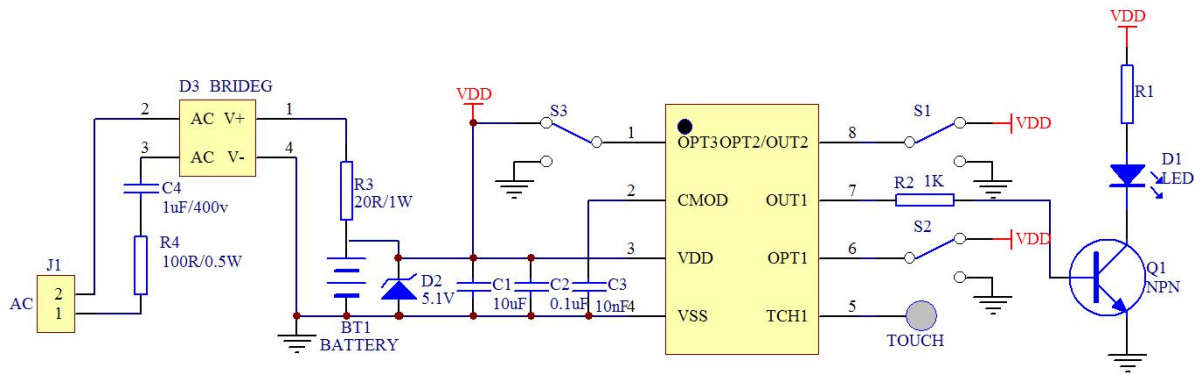 VDD
D3 BRIDEG
2 AC V+ 1
3 AC V- 4
C4
1uF/400v
R4
100R/0.5W
J1
AC
2
1
R3
20R/1W
BT1
BATTERY
D2
5.1V
VDD
S3
C1
10uF
C2
0.1uF
C3
10nF
1 OPT3 OPT2/OUT2 8
2 CMOD OUT1 7
3 VDD OPT1 6
4 VSS TCH1 5
S1
VDD
R2 1K
S2
VDD
TOUCH
R1
D1
LED
Q1
NPN